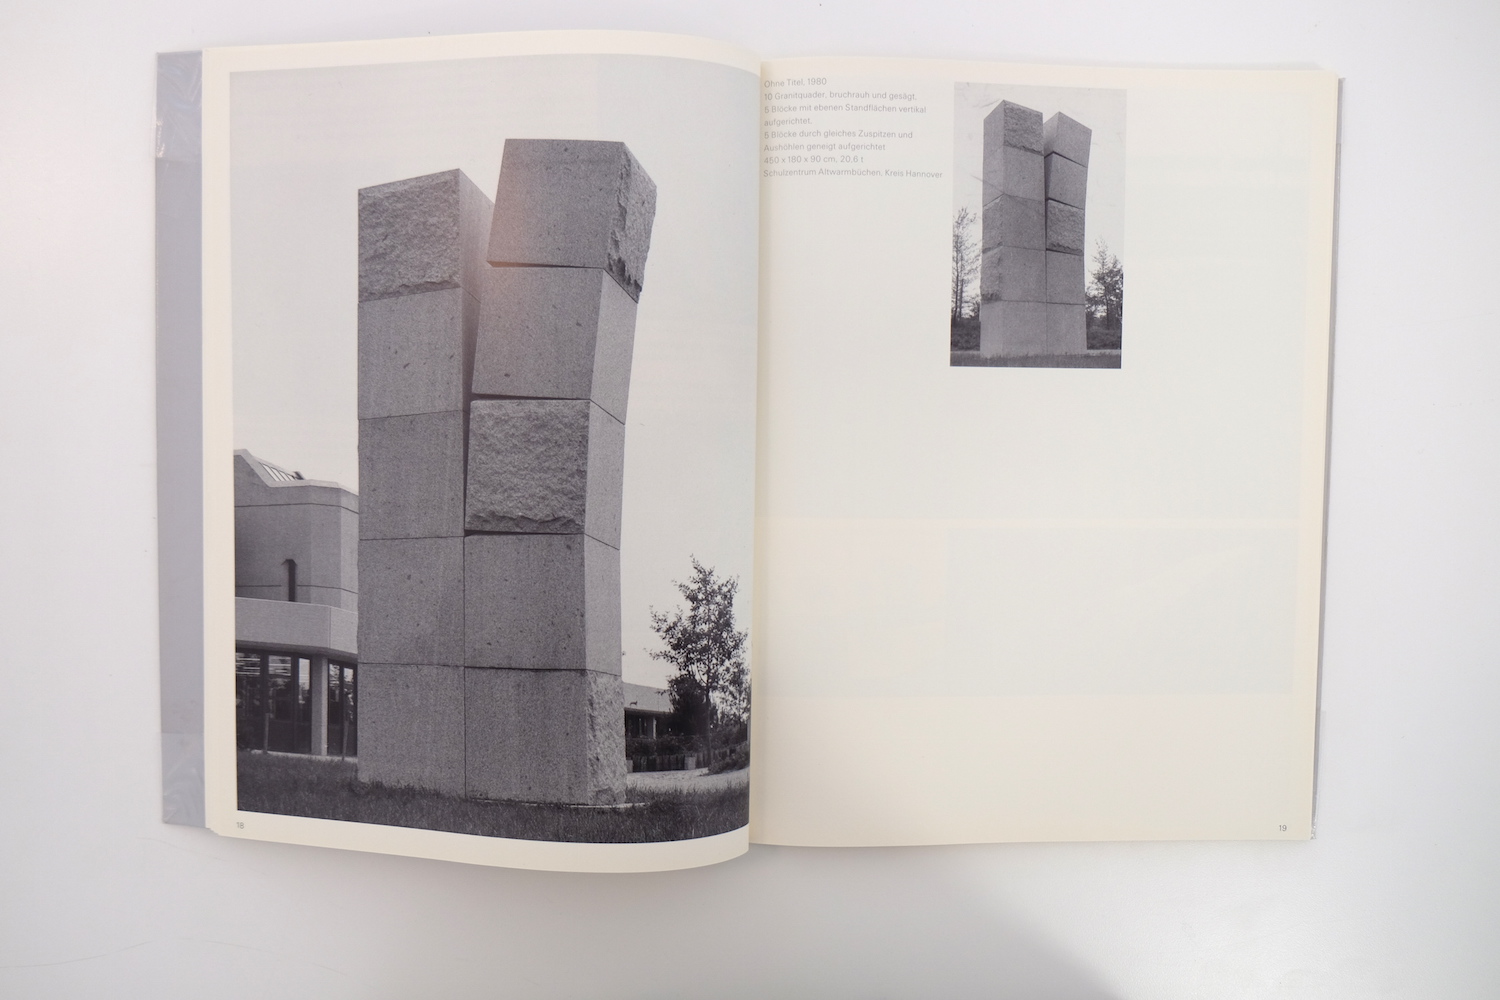 Ohne Titel, 1980
10 Granitquader, bruchrauh und gesägt,
5 Blöcke mit ebenen Standflächen vertikal
aufgerichtet,
5 Blöcke durch gleiches Zuspitzen und
Aushöhlen geneigt aufgerichtet
450 x 180 x 90 cm, 20,6 t
Schulzentrum Altwarmbüchen, Kreis Hannover
18
19